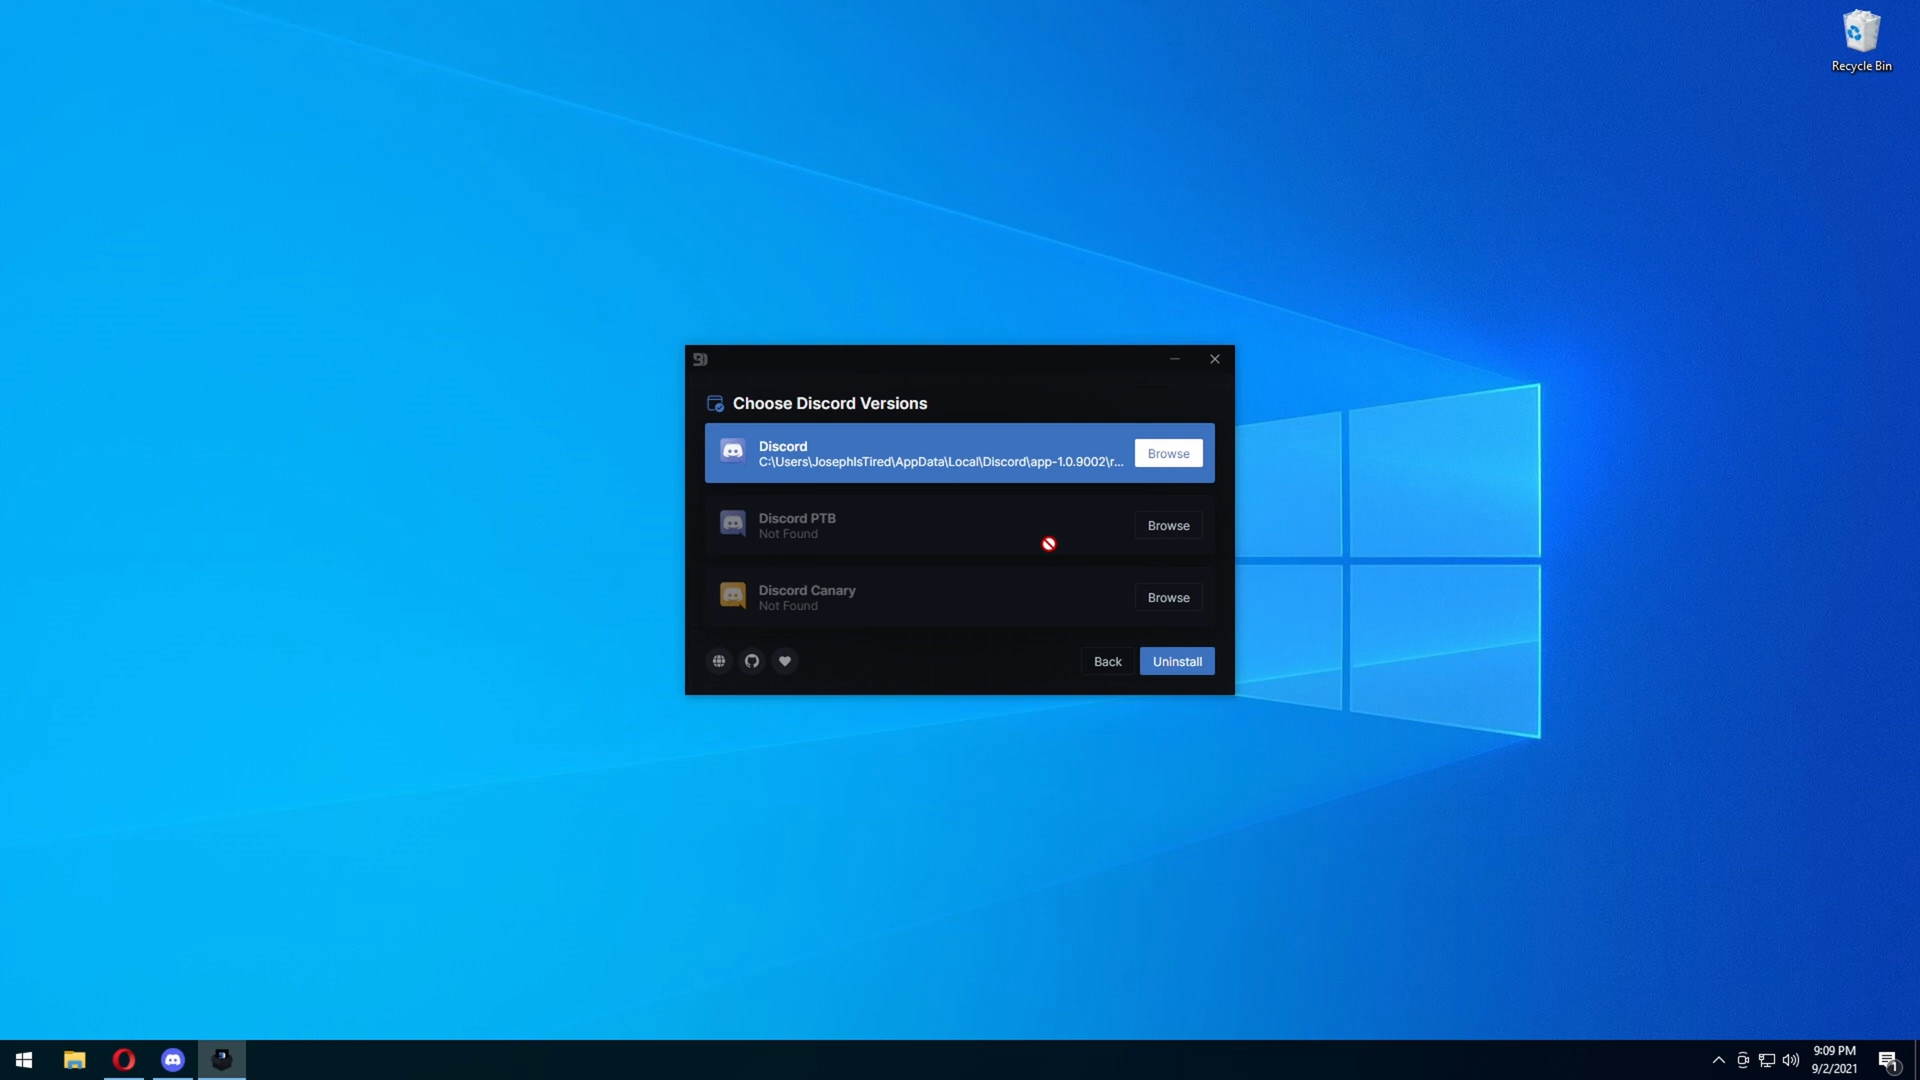 Recycle Bin
Choose Discord Versions
Discord
C:\Users\JosephIsTired\AppData\Local\Discord\app-1.0.9002\r...
Browse
Discord PTB
Not Found
Browse
Discord Canary
Not Found
Browse
Back
Uninstall
9:09 PM
9/2/2021
1